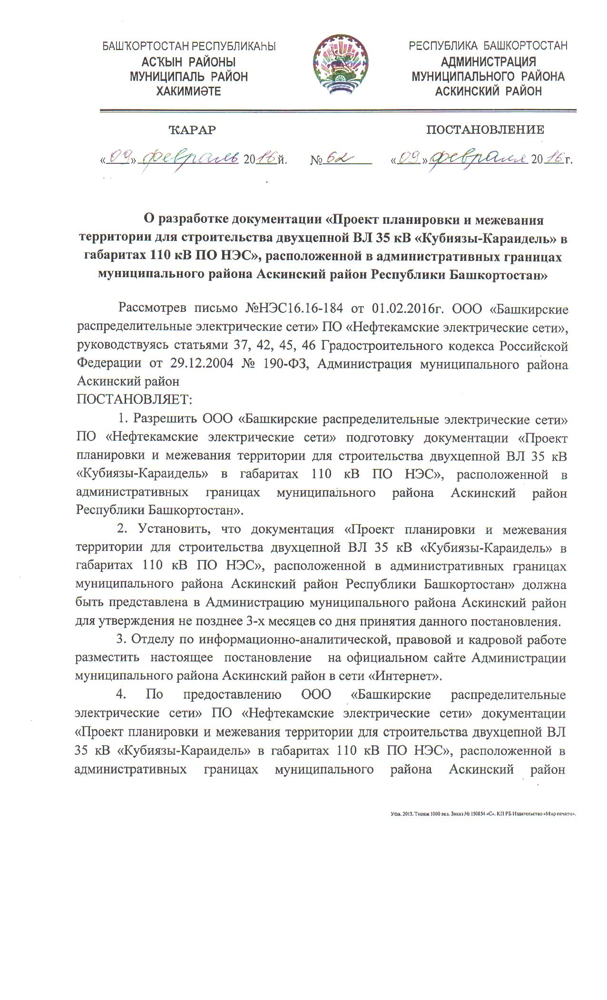 БАШҠОРТОСТАН РЕСПУБЛИКАҺЫ
АСҠЫН РАЙОНЫ
МУНИЦИПАЛЬ РАЙОН
ХАКИМИӘТЕ
РЕСПУБЛИКА БАШКОРТОСТАН
АДМИНИСТРАЦИЯ
МУНИЦИПАЛЬНОГО РАЙОНА
АСКИНСКИЙ РАЙОН
БАШКОРТОСТАН
ҠАРАР
ПОСТАНОВЛЕНИЕ
«09» февраль 2016й. №62 «09» февраля 2016г.
О разработке документации «Проект планировки и межевания
территории для строительства двухцепной ВЛ 35 кВ «Кубиязы-Караидель» в
габаритах 110 кВ ПО НЭС», расположенной в административных границах
муниципального района Аскинский район Республики Башкортостан»
Рассмотрев письмо №НЭС16.16-184 от 01.02.2016г. ООО «Башкирские
распределительные электрические сети» ПО «Нефтекамские электрические сети»,
руководствуясь статьями 37, 42, 45, 46 Градостроительного кодекса Российской
Федерации от 29.12.2004 № 190-ФЗ, Администрация муниципального района
Аскинский район
ПОСТАНОВЛЯЕТ:
1. Разрешить ООО «Башкирские распределительные электрические сети»
ПО «Нефтекамские электрические сети» подготовку документации «Проект
планировки и межевания территории для строительства двухцепной ВЛ 35 кВ
«Кубиязы-Караидель» в габаритах 110 кВ ПО НЭС», расположенной в
административных границах муниципального района Аскинский район
Республики Башкортостан».
2. Установить, что документация «Проект планировки и межевания
территории для строительства двухцепной ВЛ 35 кВ «Кубиязы-Караидель» в
габаритах 110 кВ ПО НЭС», расположенной в административных границах
муниципального района Аскинский район Республики Башкортостан» должна
быть представлена в Администрацию муниципального района Аскинский район
для утверждения не позднее 3-х месяцев со дня принятия данного постановления.
3. Отделу по информационно-аналитической, правовой и кадровой работе
разместить настоящее постановление на официальном сайте Администрации
муниципального района Аскинский район в сети «Интернет».
4. По предоставлению ООО «Башкирские распределительные
электрические сети» ПО «Нефтекамские электрические сети» документации
«Проект планировки и межевания территории для строительства двухцепной ВЛ
35 кВ «Кубиязы-Караидель» в габаритах 110 кВ ПО НЭС», расположенной в
административных границах муниципального района Аскинский район
Уфа. 2015. Тираж 1000 экз. Заказ № 150854 «С». КП РБ Издательство «Мир печати».